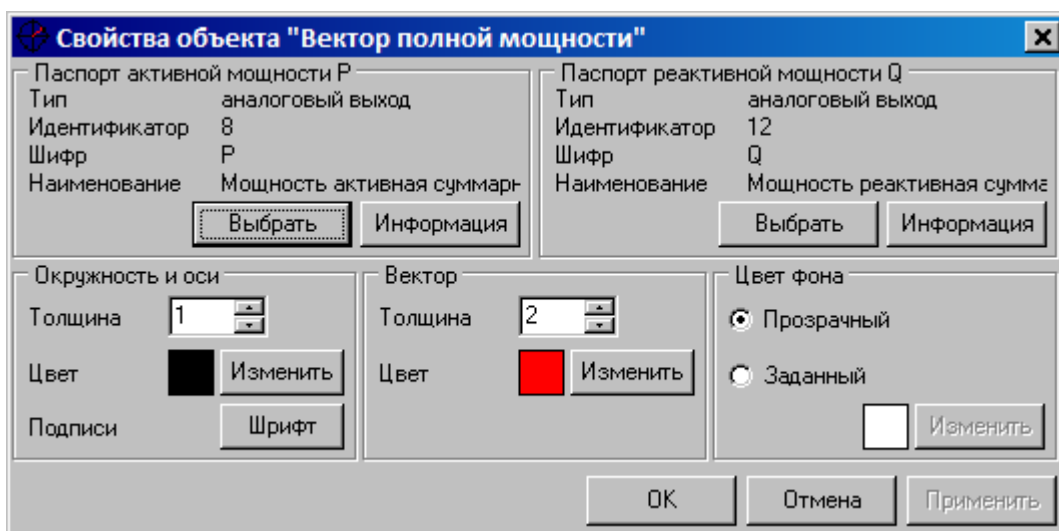 Свойства объекта "Вектор полной мощности"
Паспорт активной мощности P
Тип аналоговый выход
Идентификатор 8
Шифр P
Наименование Мощность активная суммарн
Выбрать Информация
Паспорт реактивной мощности Q
Тип аналоговый выход
Идентификатор 12
Шифр Q
Наименование Мощность реактивная сумма
Выбрать Информация
Окружность и оси
Толщина 1
Цвет Изменить
Подписи Шрифт
Вектор
Толщина 2
Цвет Изменить
Цвет фона
Прозрачный
Заданный
Изменить
OK Отмена Применить